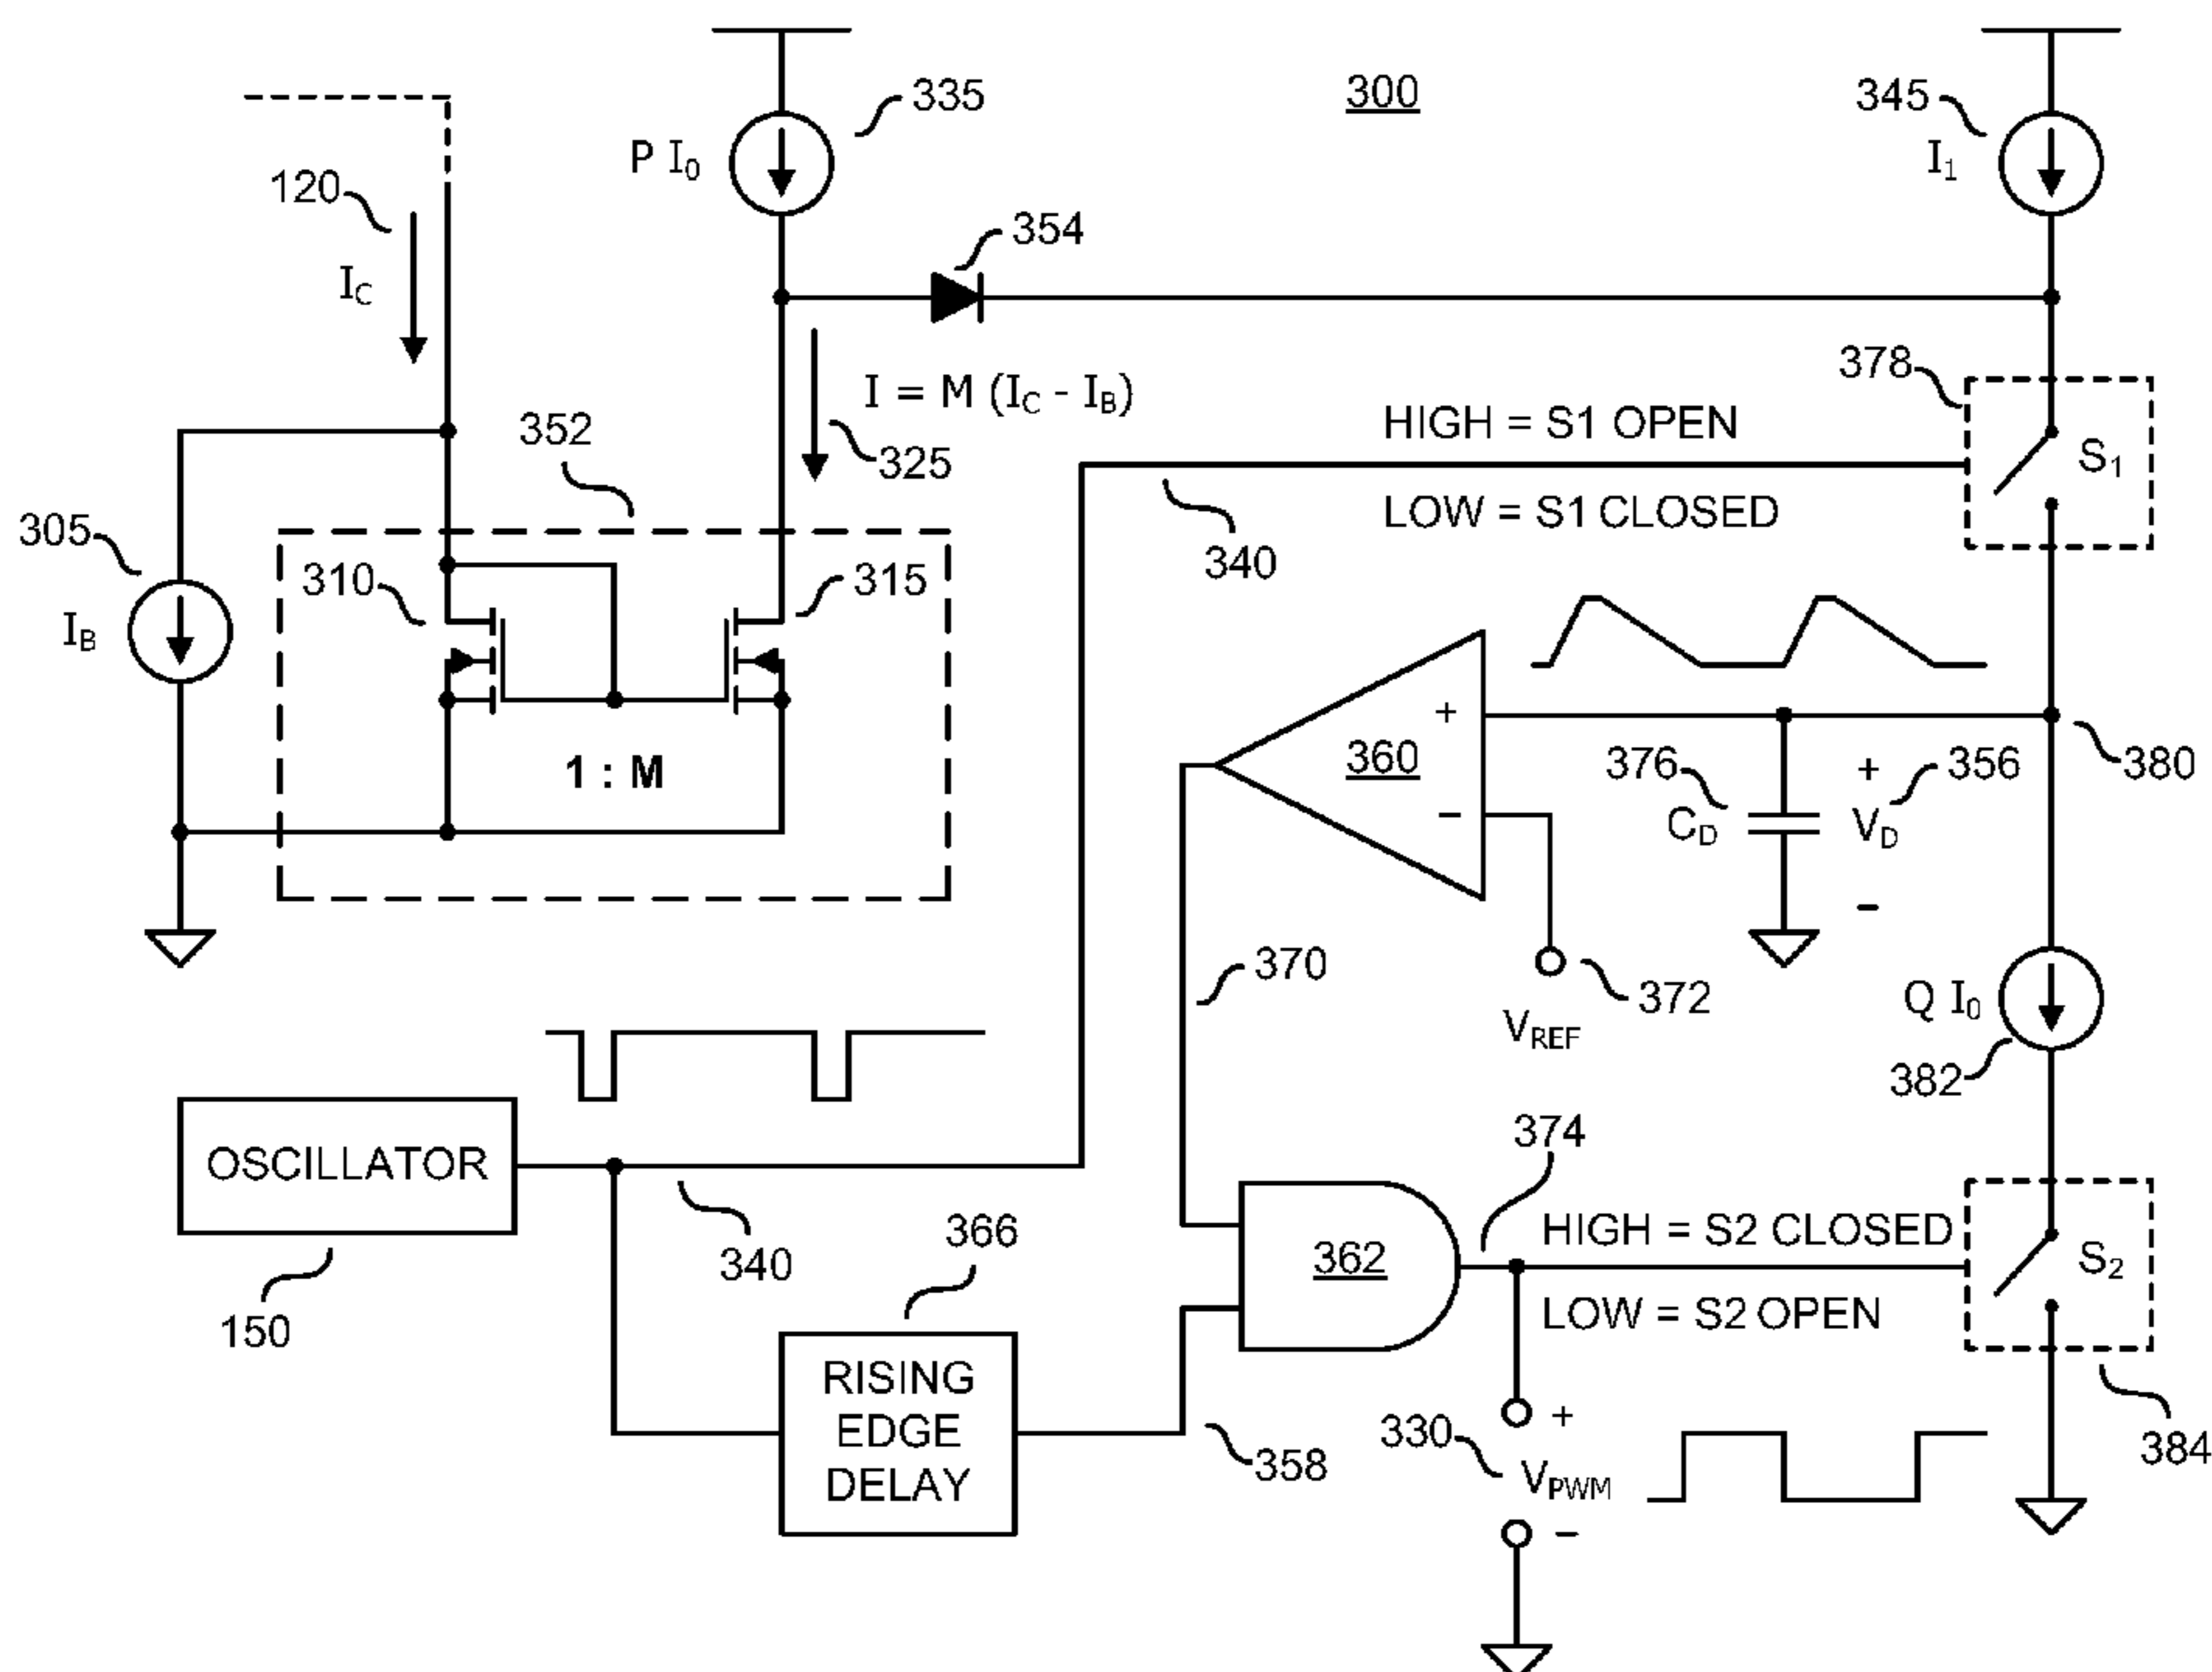 300
335
345
P I0
I1
120
354
IC
378
I = M (IC - IB)
HIGH = S1 OPEN
352
325
S1
LOW = S1 CLOSED
305
340
310
315
IB
1 : M
+
360
-
376
CD
+
356
VD
-
380
370
372
VREF
Q I0
382
OSCILLATOR
340
150
366
374
362
HIGH = S2 CLOSED
S2
LOW = S2 OPEN
RISING
EDGE
DELAY
358
330
+
VPWM
-
384